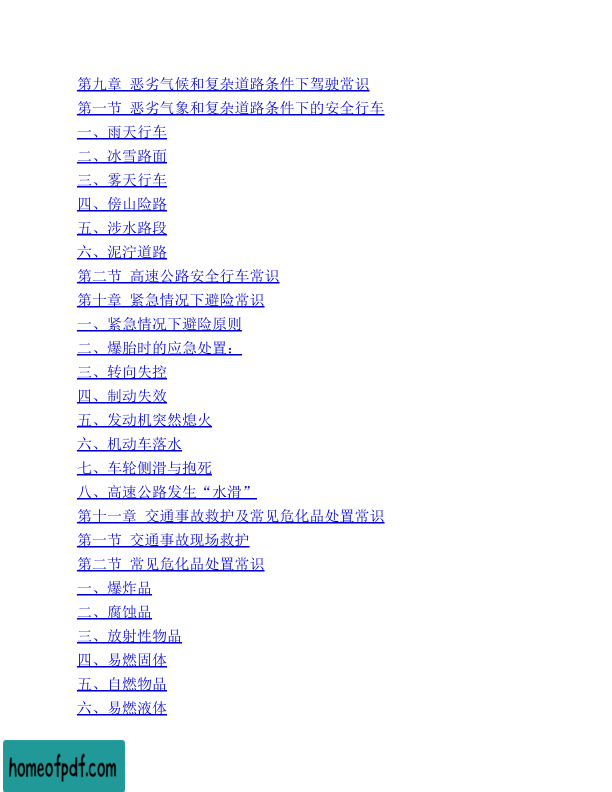 第九章 恶劣气候和复杂道路条件下驾驶常识
第一节 恶劣气象和复杂道路条件下的安全行车
一、雨天行车
二、冰雪路面
三、雾天行车
四、傍山险路
五、涉水路段
六、泥泞道路
第二节 高速公路安全行车常识
第十章 紧急情况下避险常识
一、紧急情况下避险原则
二、爆胎时的应急处置：
三、转向失控
四、制动失效
五、发动机突然熄火
六、机动车落水
七、车轮侧滑与抱死
八、高速公路发生“水滑”
第十一章 交通事故救护及常见危化品处置常识
第一节 交通事故现场救护
第二节 常见危化品处置常识
一、爆炸品
二、腐蚀品
三、放射性物品
四、易燃固体
五、自燃物品
六、易燃液体
homeofpdf.com